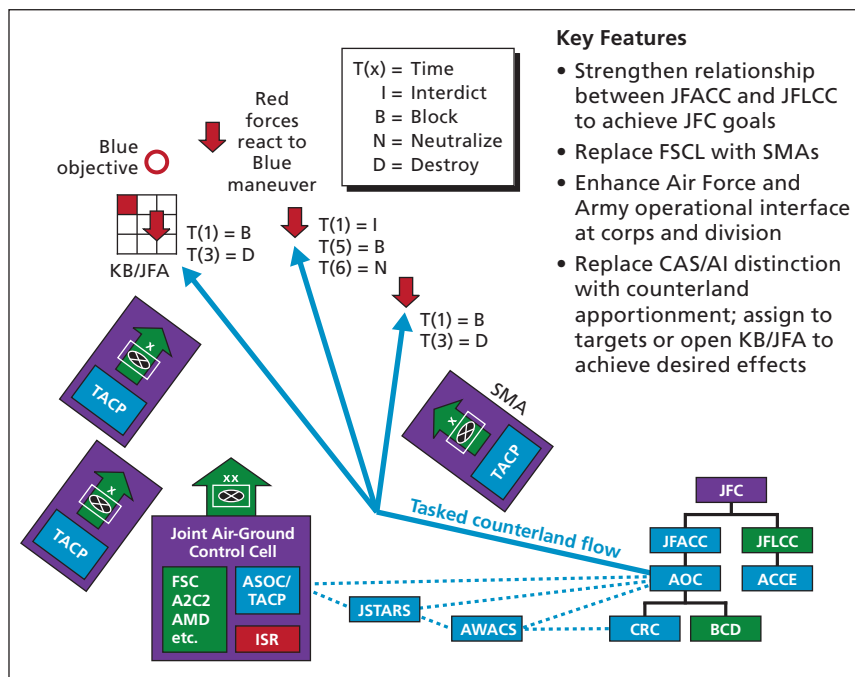 T(x) = Time
I = Interdict
B = Block
N = Neutralize
D = Destroy
Key Features
• Strengthen relationship
between JFACC and JFLCC
to achieve JFC goals
• Replace FSCL with SMAs
• Enhance Air Force and
Army operational interface
at corps and division
• Replace CAS/AI distinction
with counterland
apportionment; assign to
targets or open KB/JFA to
achieve desired effects
Red
forces
react to
Blue
maneuver
Blue
objective
T(1) = B
T(3) = D
KB/JFA
T(1) = I
T(5) = B
T(6) = N
T(1) = B
T(3) = D
x
TACP
SMA
x
TACP
x
TACP
xx
Joint Air-Ground
Control Cell
FSC
A2C2
AMD
etc.
ASOC/
TACP
ISR
Tasked counterland flow
JSTARS
AWACS
JFC
JFACC
JFLCC
AOC
ACCE
CRC
BCD